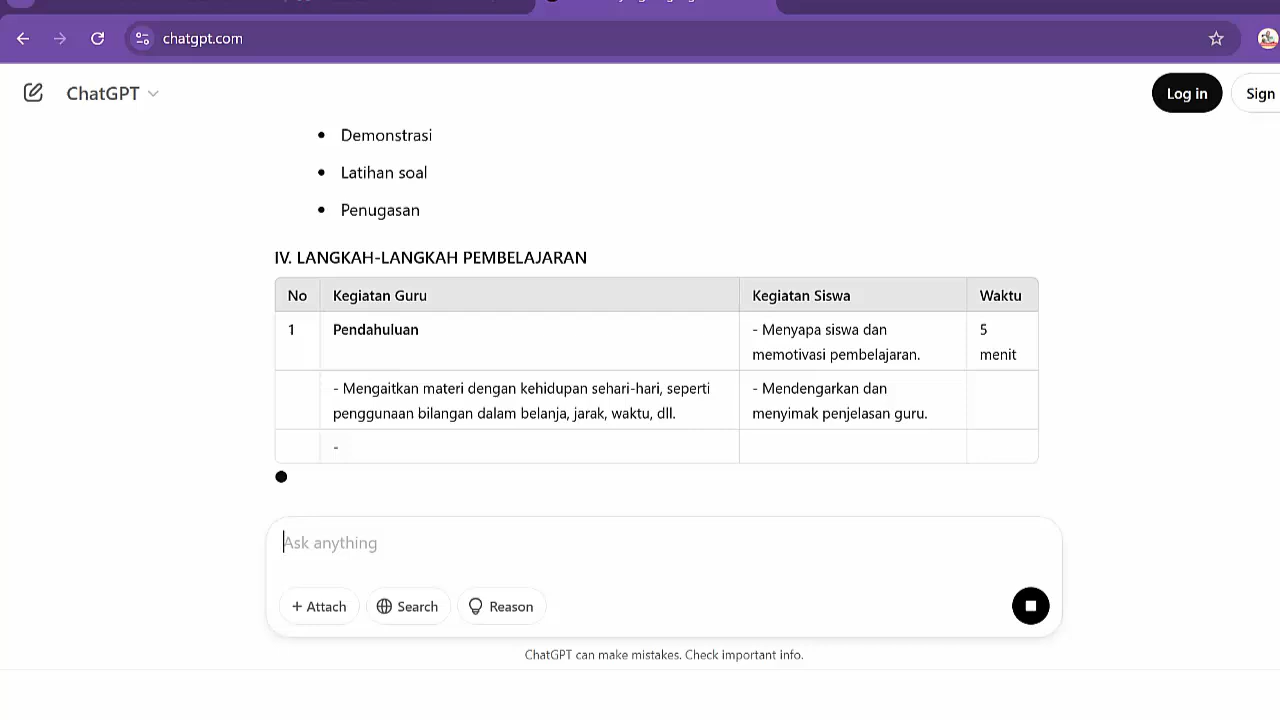 chatgpt.com
ChatGPT
Log in
Sign
• Demonstrasi
• Latihan soal
• Penugasan
IV. LANGKAH-LANGKAH PEMBELAJARAN
No Kegiatan Guru Kegiatan Siswa Waktu
1 Pendahuluan - Menyapa siswa dan memotivasi pembelajaran. 5 menit
- Mengaitkan materi dengan kehidupan sehari-hari, seperti penggunaan bilangan dalam belanja, jarak, waktu, dll. - Mendengarkan dan menyimak penjelasan guru.
-
Ask anything
+ Attach Search Reason
ChatGPT can make mistakes. Check important info.